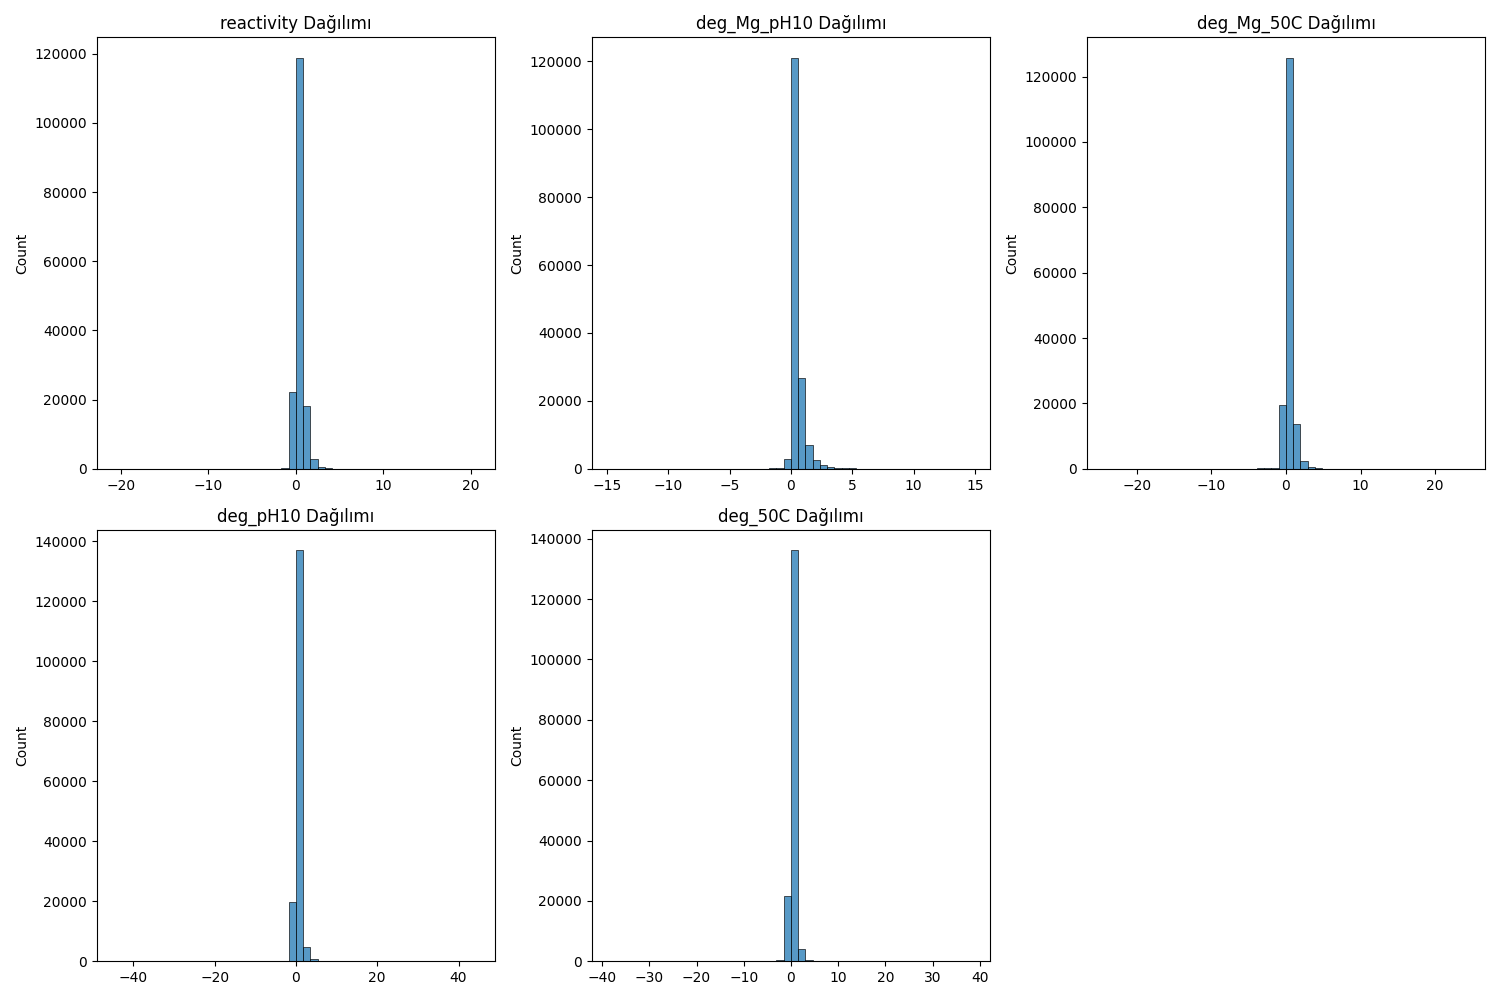 reactivity Dağılımı
Count
120000
100000
80000
60000
40000
20000
0
−20 −10 0 10 20
deg_Mg_pH10 Dağılımı
Count
120000
100000
80000
60000
40000
20000
0
−15 −10 −5 0 5 10 15
deg_Mg_50C Dağılımı
Count
120000
100000
80000
60000
40000
20000
0
−20 −10 0 10 20
deg_pH10 Dağılımı
Count
140000
120000
100000
80000
60000
40000
20000
0
−40 −20 0 20 40
deg_50C Dağılımı
Count
140000
120000
100000
80000
60000
40000
20000
0
−40 −30 −20 −10 0 10 20 30 40